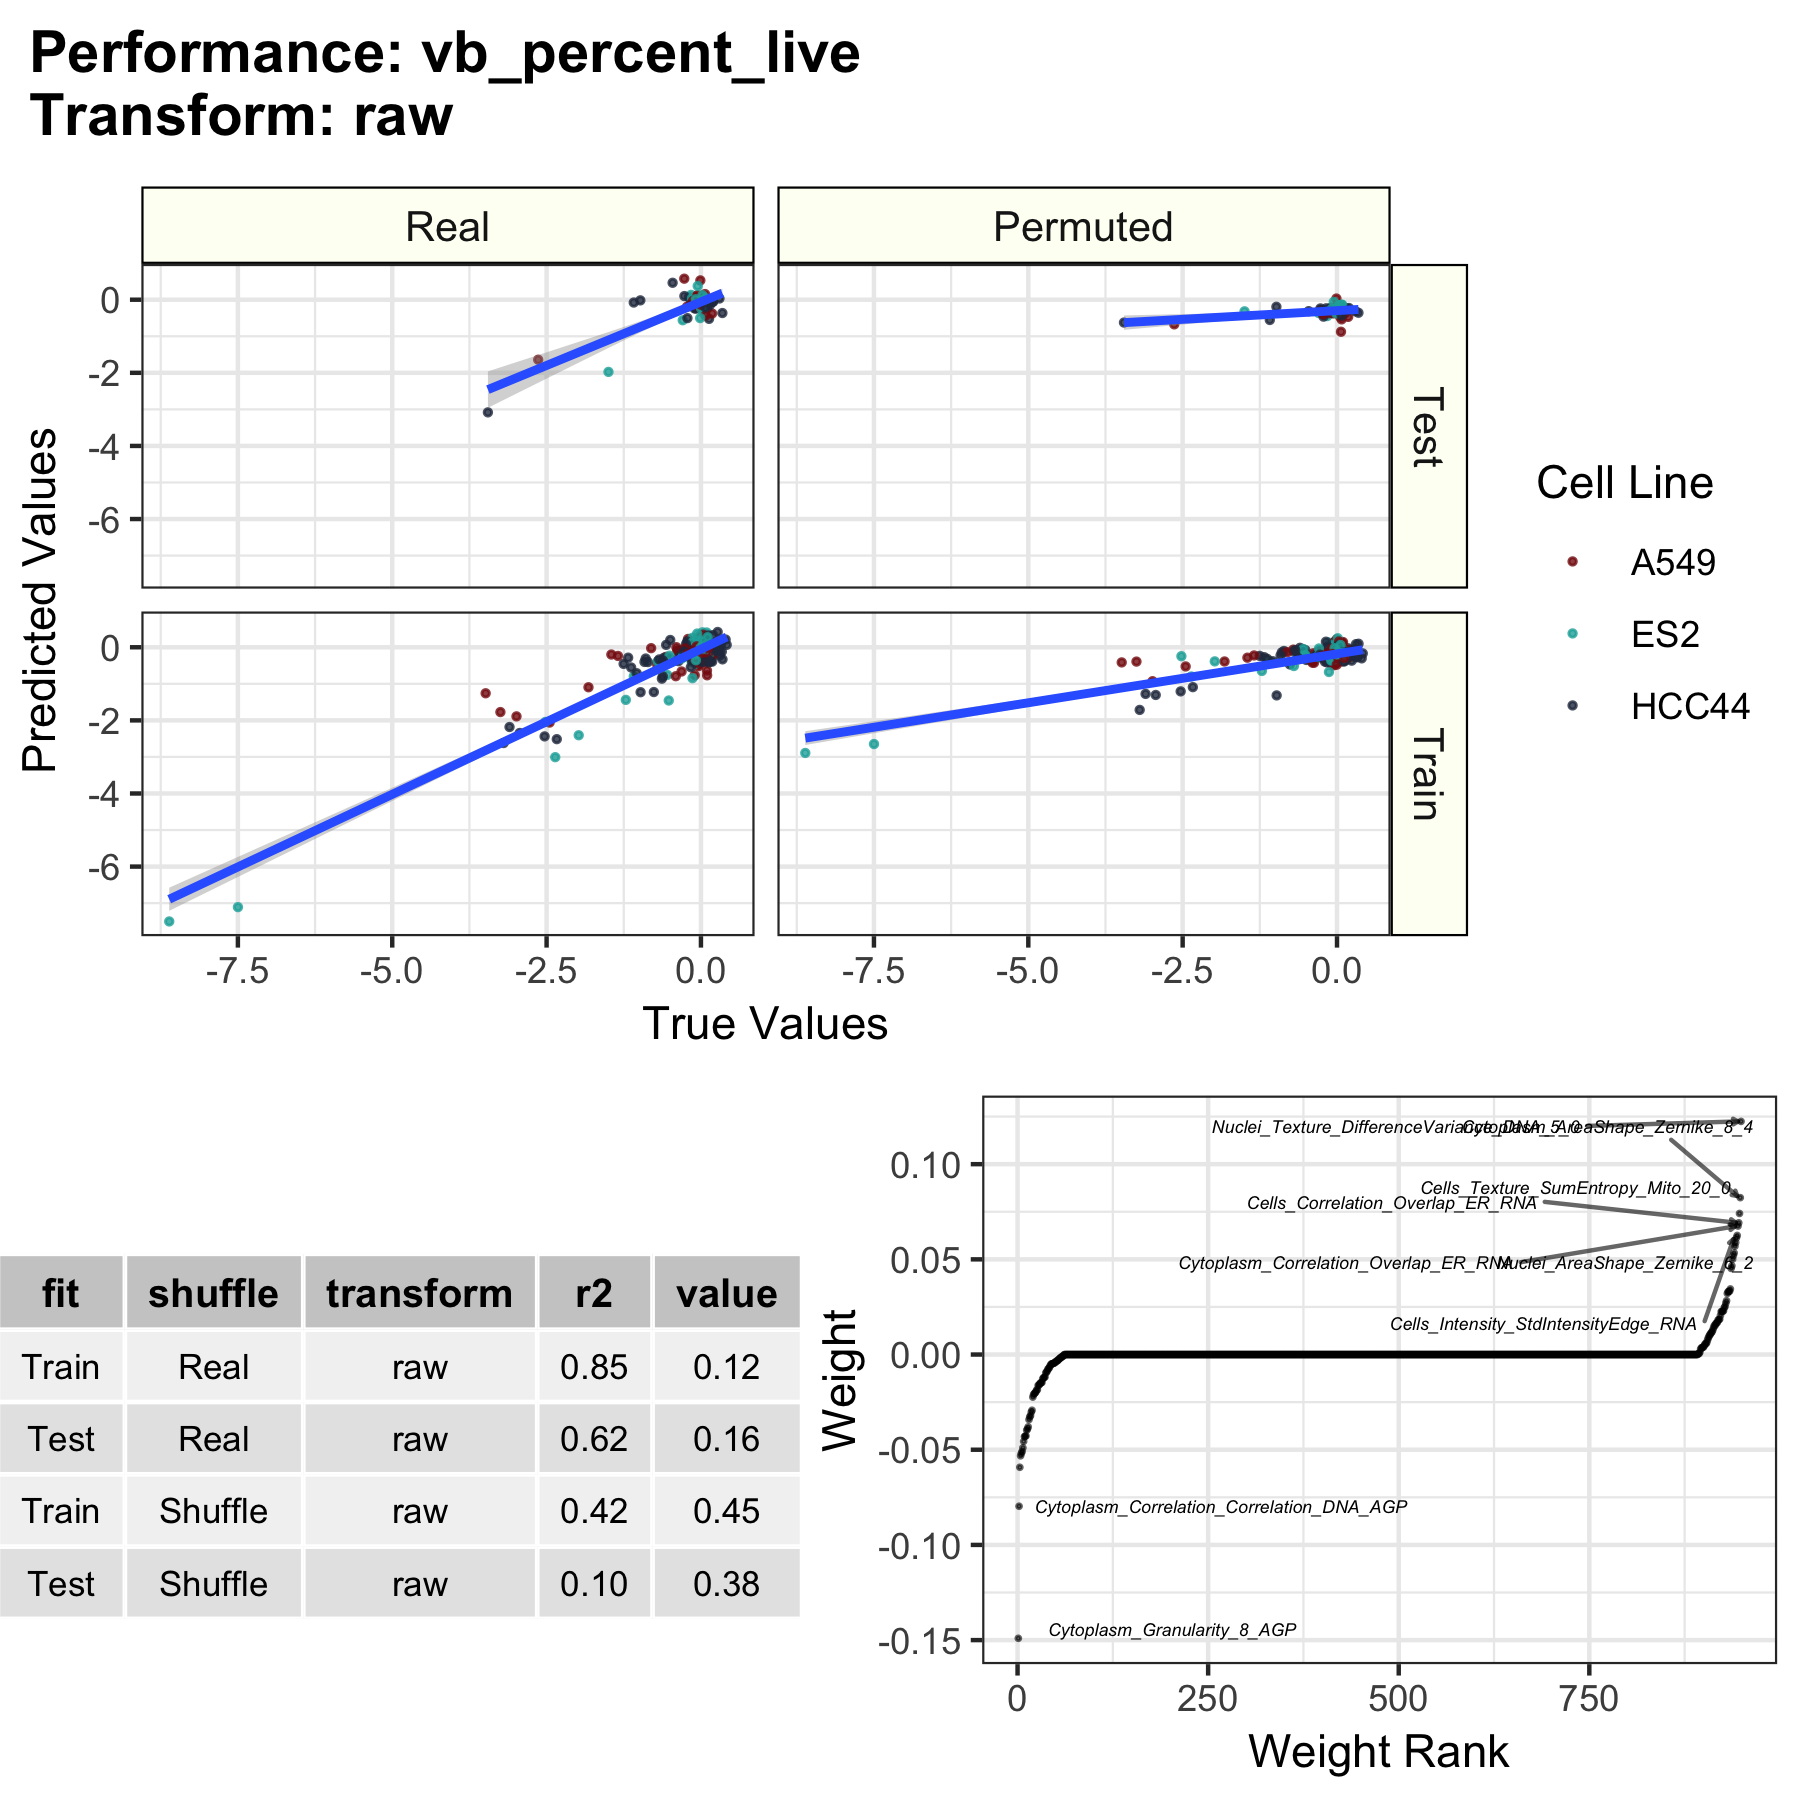 Performance: vb_percent_live
Transform: raw
Real
Permuted
0
-2
-4
-6
Test
0
-2
-4
-6
Train
Predicted Values
-7.5
-5.0
-2.5
0.0
-7.5
-5.0
-2.5
0.0
True Values
Cell Line
A549
ES2
HCC44
fit shuffle transform r2 value
Train Real raw 0.85 0.12
Test Real raw 0.62 0.16
Train Shuffle raw 0.42 0.45
Test Shuffle raw 0.10 0.38
Weight
0.10
0.05
0.00
-0.05
-0.10
-0.15
Nuclei_Texture_DifferenceVariance_DNA_5_0
Cytoplasm_AreaShape_Zernike_8_4
Cells_Texture_SumEntropy_Mito_20_0
Cells_Correlation_Overlap_ER_RNA
Cytoplasm_Correlation_Overlap_ER_RNA
Nuclei_AreaShape_Zernike_6_2
Cells_Intensity_StdIntensityEdge_RNA
Cytoplasm_Correlation_Correlation_DNA_AGP
Cytoplasm_Granularity_8_AGP
0
250
500
750
Weight Rank